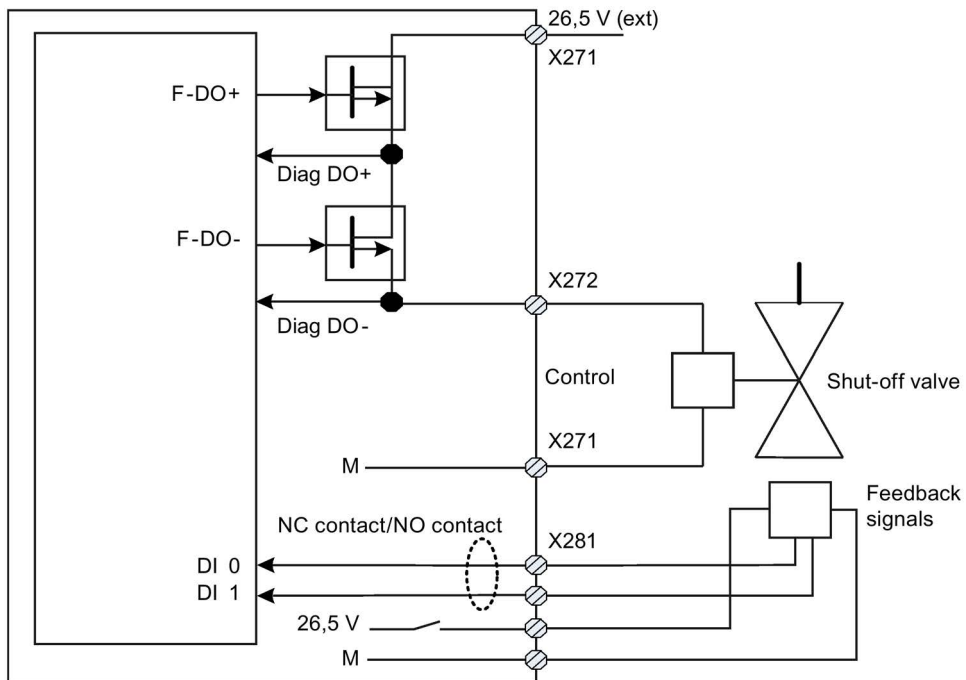 26,5 V (ext)
X271
F-DO+
Diag DO+
F-DO-
Diag DO-
X272
Control
Shut-off valve
X271
M
Feedback
signals
NC contact/NO contact
X281
DI 0
DI 1
26,5 V
M